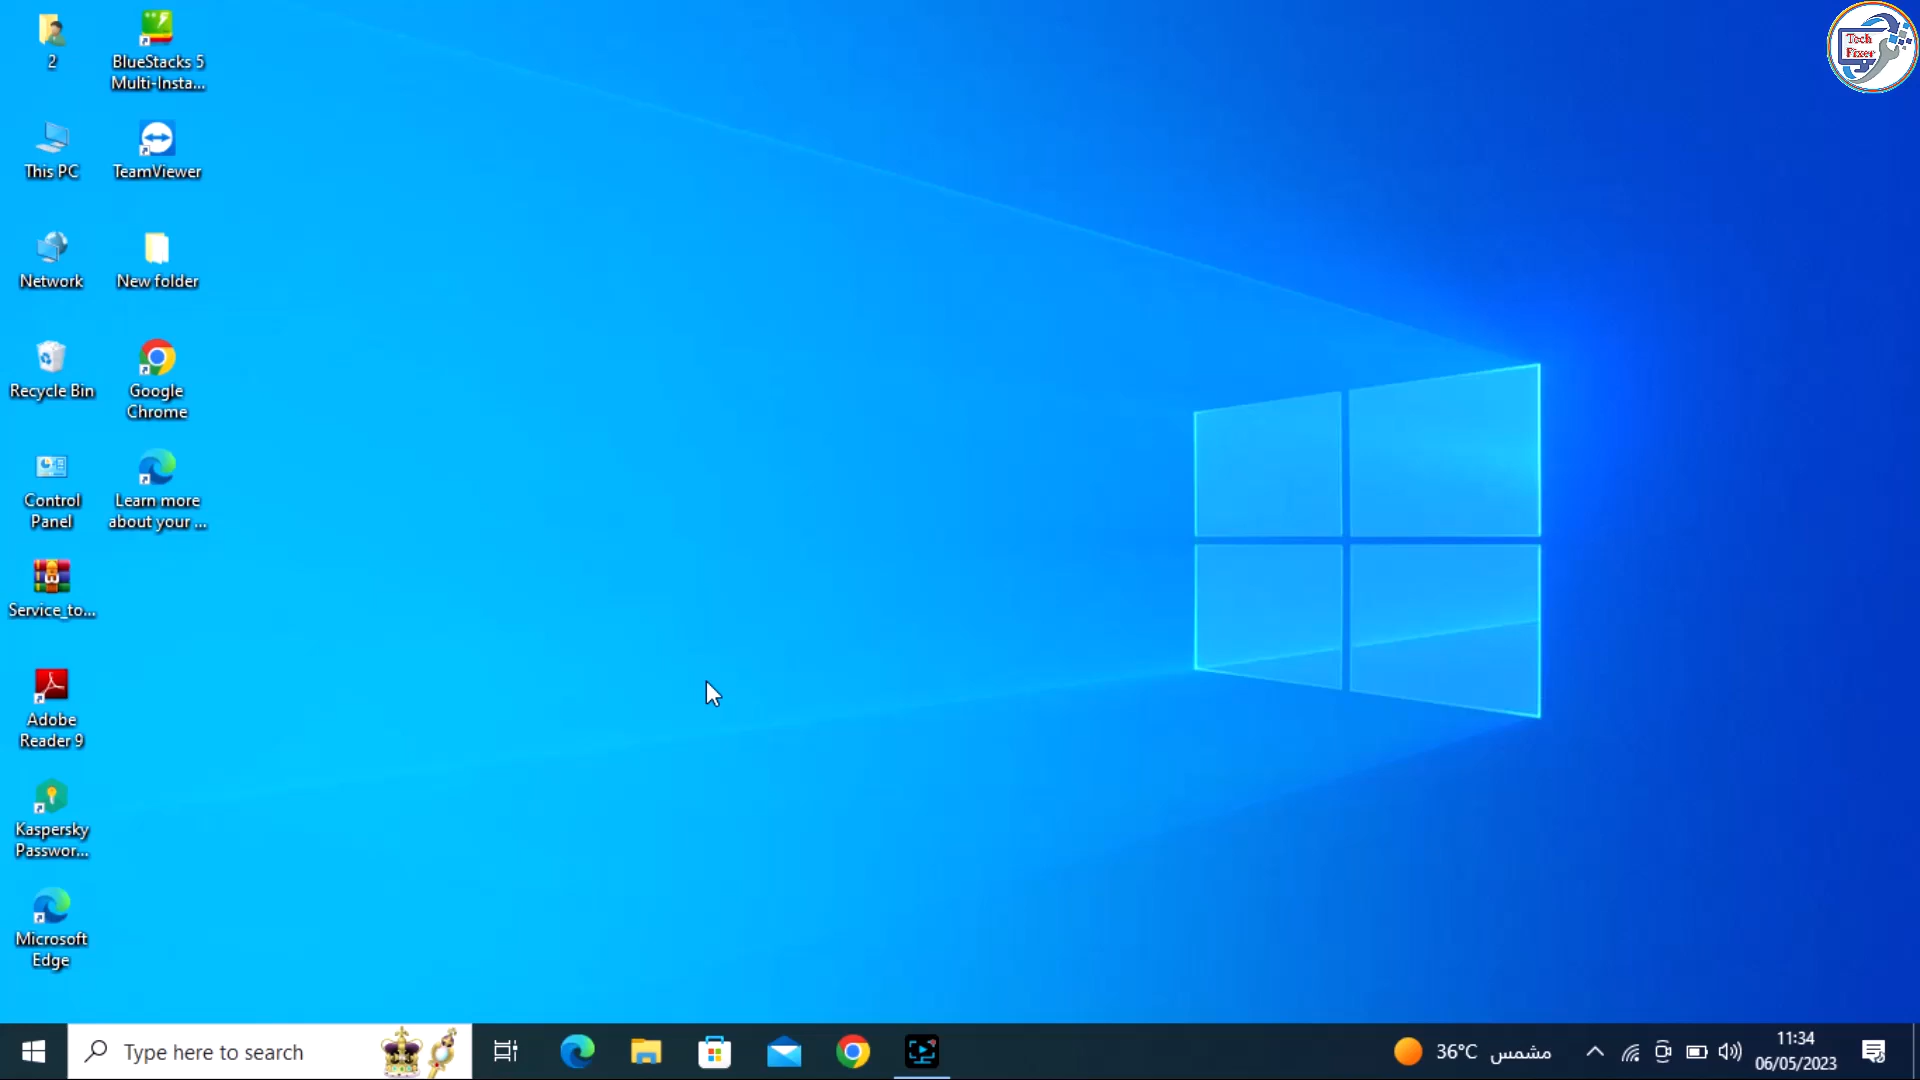 2
BlueStacks 5
Multi-Insta...
This PC
TeamViewer
Network
New folder
Recycle Bin
Google
Chrome
Control
Panel
Learn more
about your ...
Service_to...
Adobe
Reader 9
Kaspersky
Passwor...
Microsoft
Edge
Tech
Fixer
Type here to search
36°C مشمس
11:34
06/05/2023